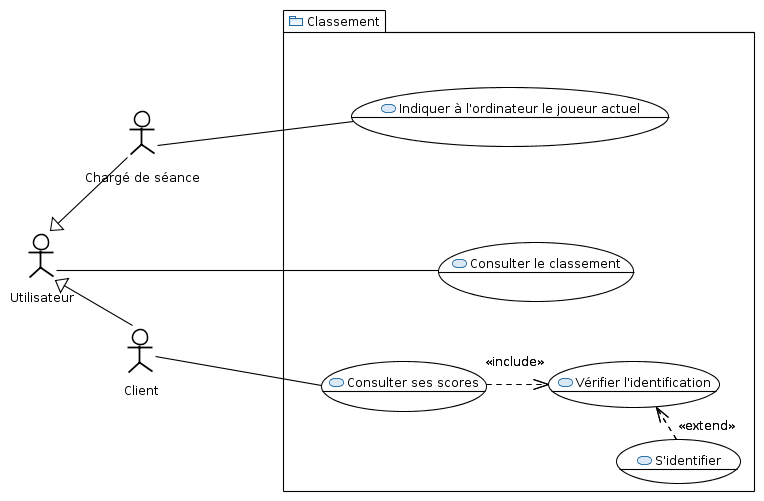 Classement
Indiquer à l'ordinateur le joueur actuel
Chargé de séance
Consulter le classement
Utilisateur
«include»
Client
Consulter ses scores
Vérifier l'identification
«extend»
S'identifier